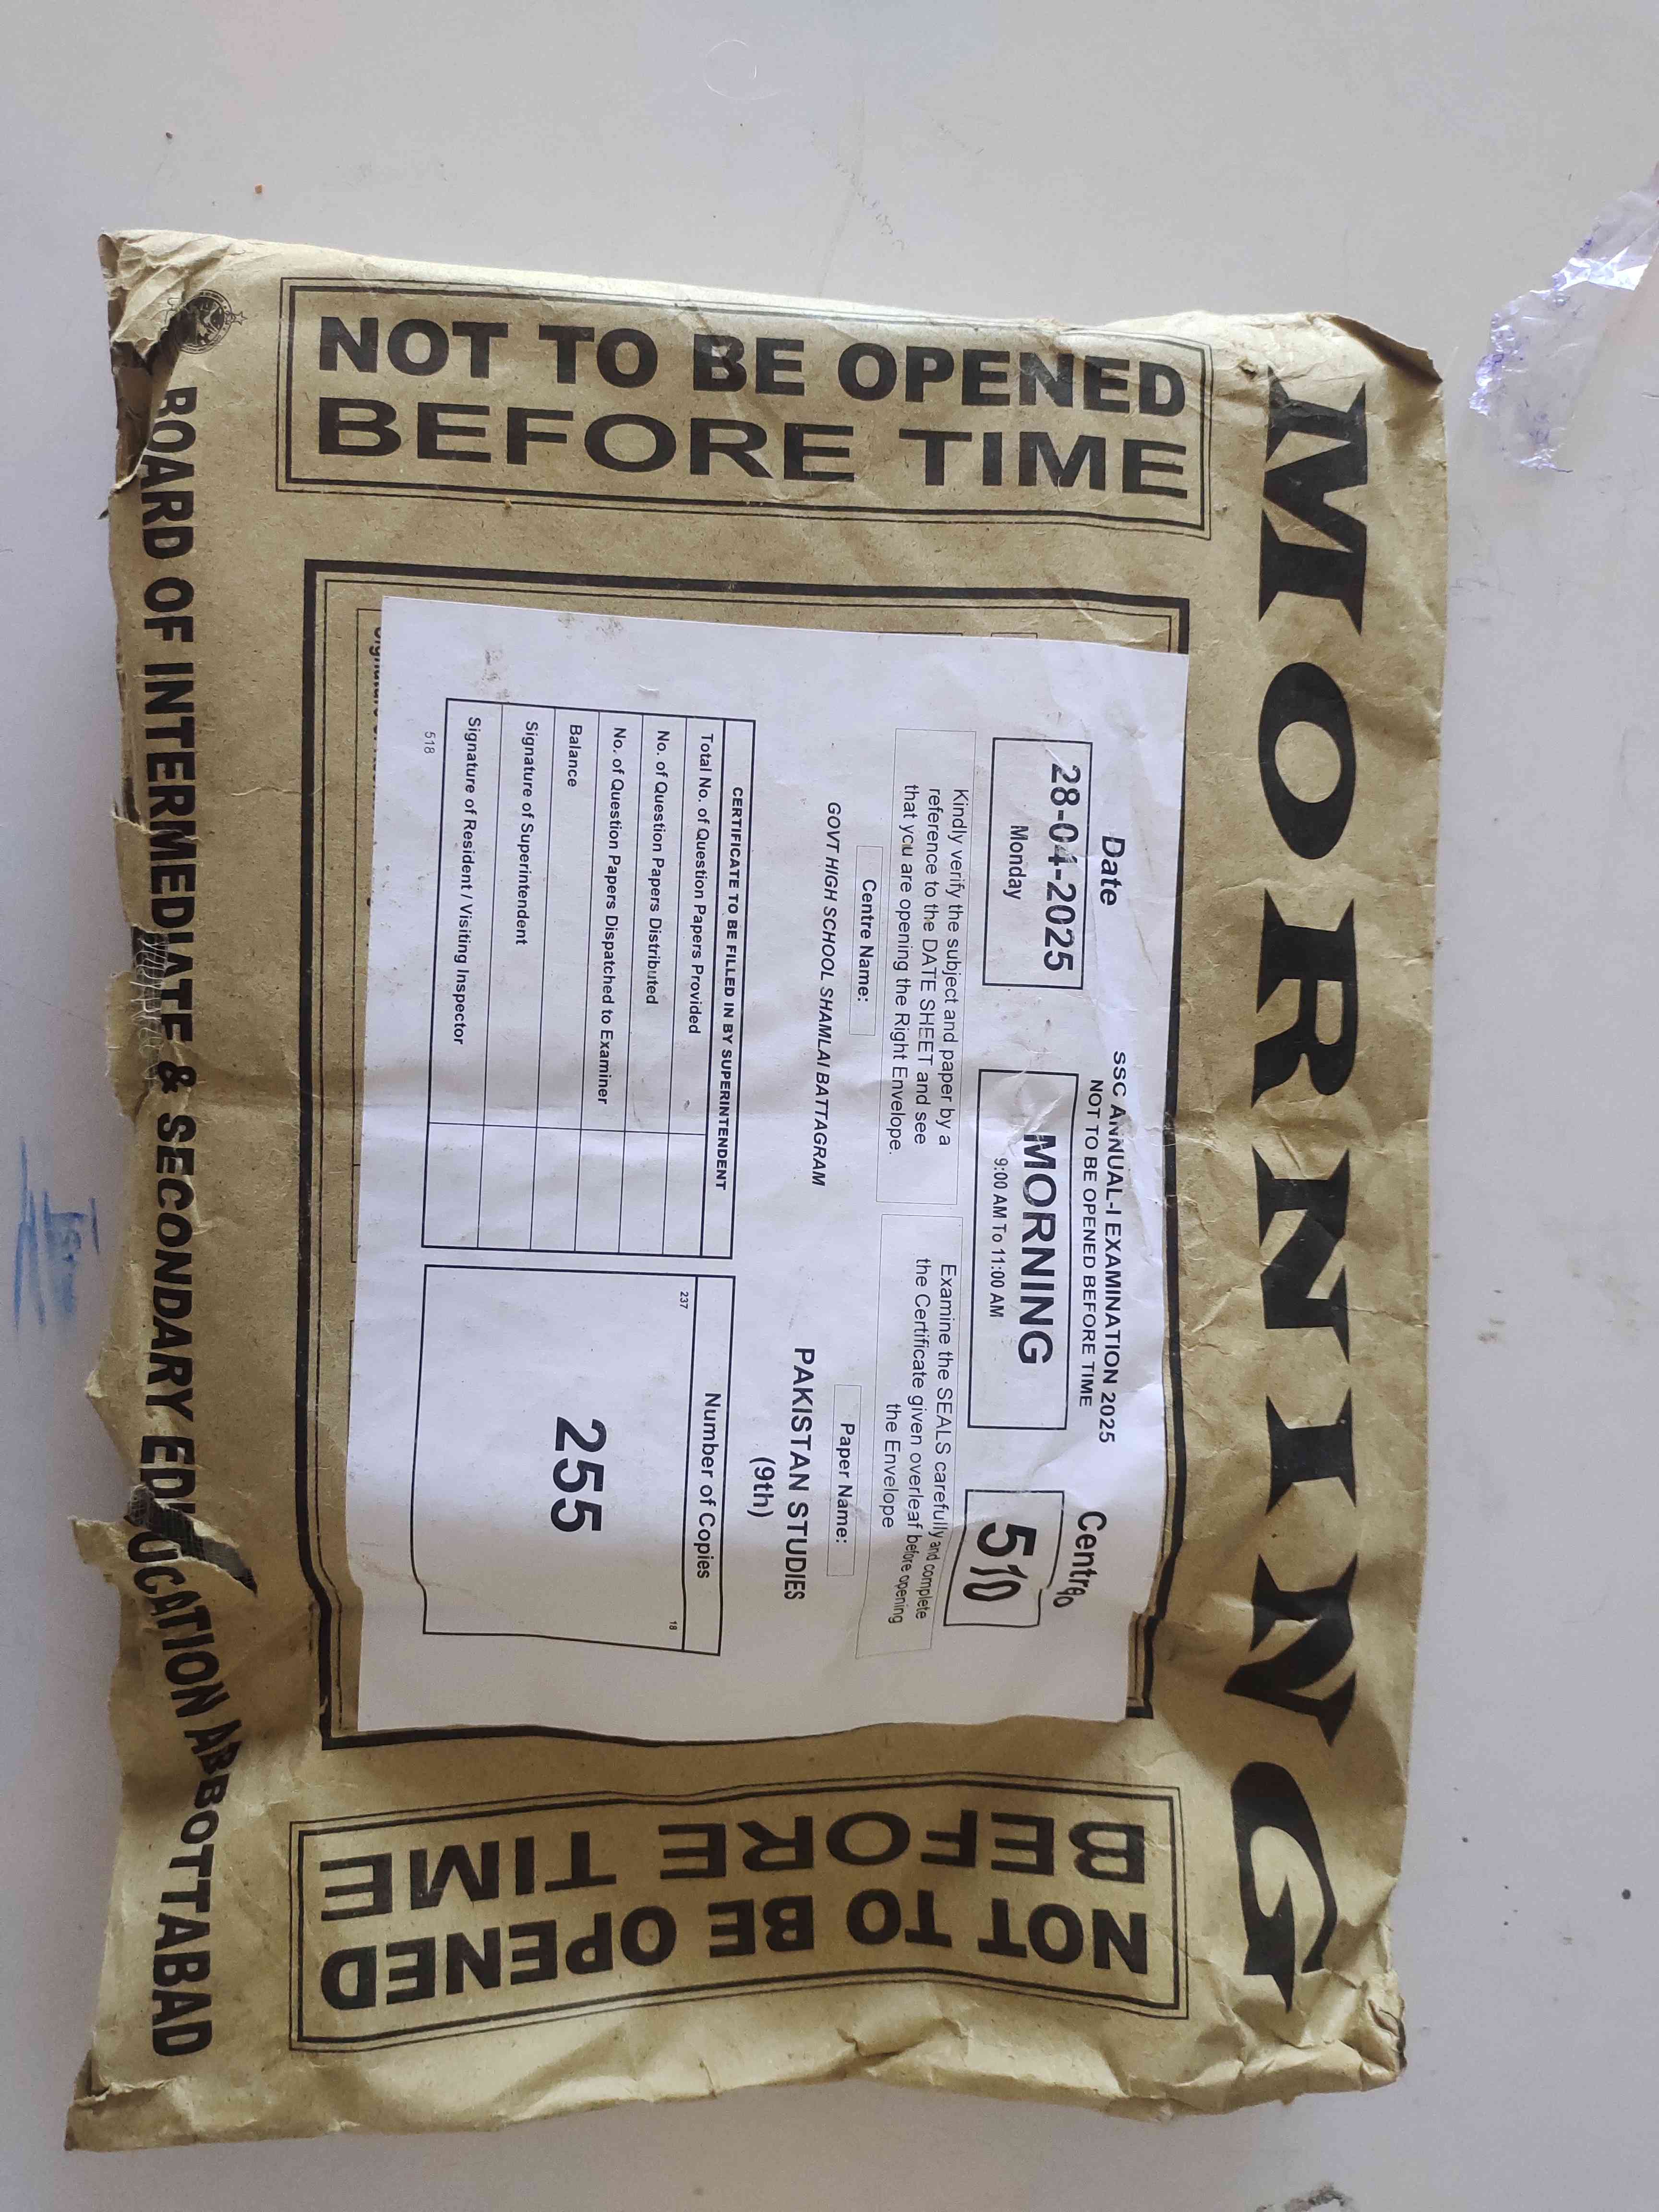 MORNING
NOT TO BE OPENED
BEFORE TIME
SSC ANNUAL-I EXAMINATION 2025
NOT TO BE OPENED BEFORE TIME
Date
28-04-2025
Monday
MORNING
9:00 AM To 11:00 AM
Centre
510
Kindly verify the subject and paper by a
reference to the DATE SHEET and see
that you are opening the Right Envelope.
Examine the SEALS carefully and complete
the Certificate given overleaf before opening
the Envelope
Centre Name:
GOVT HIGH SCHOOL SHAMLAI BATTAGRAM
Paper Name:
PAKISTAN STUDIES
(9th)
CERTIFICATE TO BE FILLED IN BY SUPERINTENDENT
Total No. of Question Papers Provided
No. of Question Papers Distributed
No. of Question Papers Dispatched to Examiner
Balance
Signature of Superintendent
Signature of Resident / Visiting Inspector
518
Number of Copies
237
18
255
NOT TO BE OPENED
BEFORE TIME
BOARD OF INTERMEDIATE & SECONDARY EDUCATION ABBOTTABAD